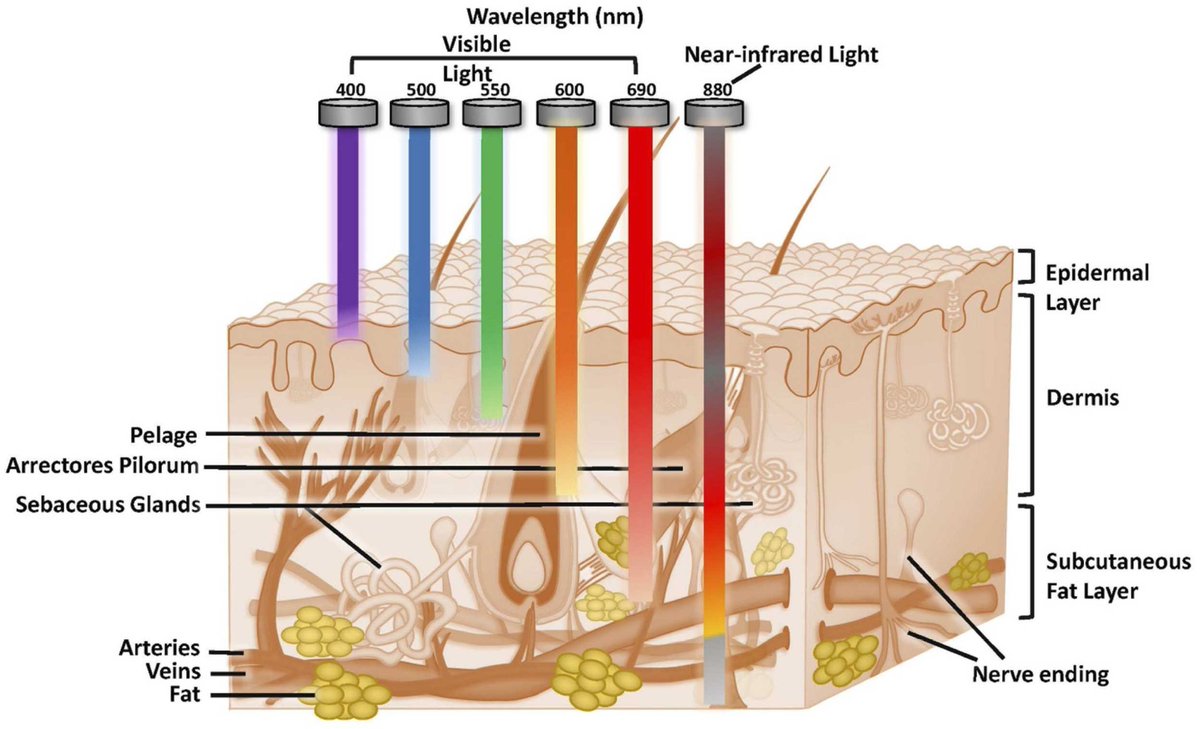 Wavelength (nm)
Visible
Light
Near-infrared Light
400
500
550
600
690
880
Epidermal
Layer
Dermis
Pelage
Arrectores Pilorum
Sebaceous Glands
Subcutaneous
Fat Layer
Arteries
Veins
Fat
Nerve ending